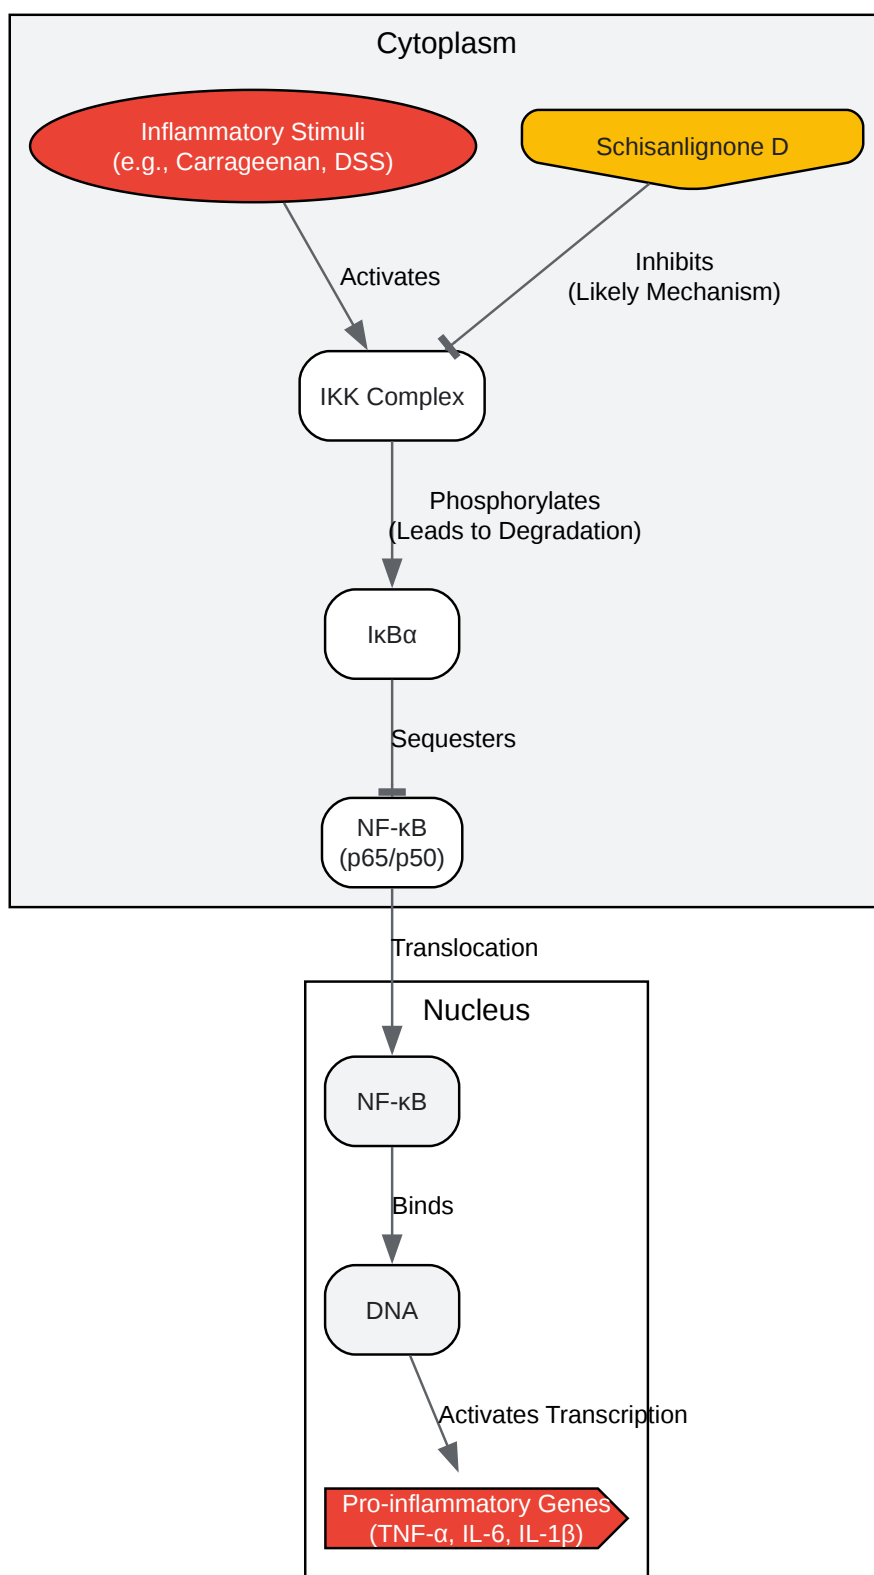 Cytoplasm
Inflammatory Stimuli
(e.g., Carrageenan, DSS)
Schisanlignone D
Activates
Inhibits
(Likely Mechanism)
IKK Complex
Phosphorylates
(Leads to Degradation)
IκBα
Sequesters
NF-κB
(p65/p50)
Translocation
Nucleus
NF-κB
Binds
DNA
Activates Transcription
Pro-inflammatory Genes
(TNF-α, IL-6, IL-1β)